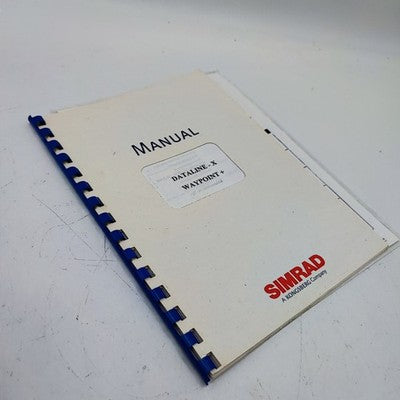 MANUAL
DATALINE - X
WAYPOINT +
SIMRAD
A KONGSBERG Company